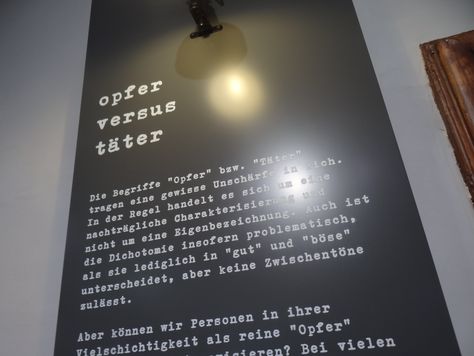 opfer
versus
täter
Die Begriffe "Opfer" bzw. "Täter"
tragen eine gewisse Unschärfe in sich.
In der Regel handelt es sich um eine
nachträgliche Charakterisierung und
nicht um eine Eigenbezeichnung. Auch ist
die Dichotomie insofern problematisch,
als sie lediglich in "gut" und "böse"
unterscheidet, aber keine Zwischentöne
zulässt.
Aber können wir Personen in ihrer
Vielschichtigkeit als reine "Opfer"
Bei vielen